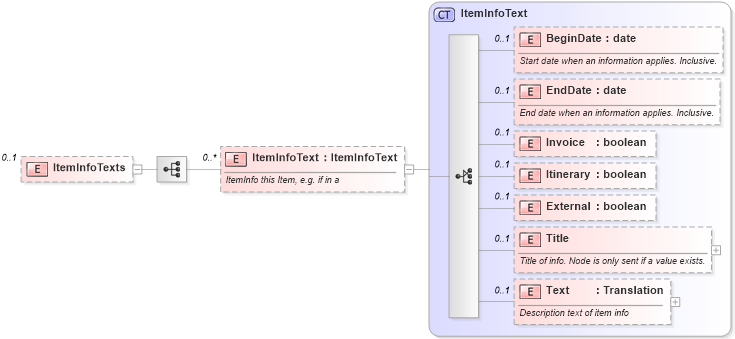 CT ItemInfoText
0..1 E BeginDate : date
Start date when an information applies. Inclusive.
0..1 E EndDate : date
End date when an information applies. Inclusive.
0..1 E Invoice : boolean
0..1 E ItemInfoTexts
0..* E ItemInfoText : ItemInfoText
ItemInfo this Item, e.g. if in a
0..1 E Itinerary : boolean
0..1 E External : boolean
0..1 E Title
Title of info. Node is only sent if a value exists.
0..1 E Text : Translation
Description text of item info